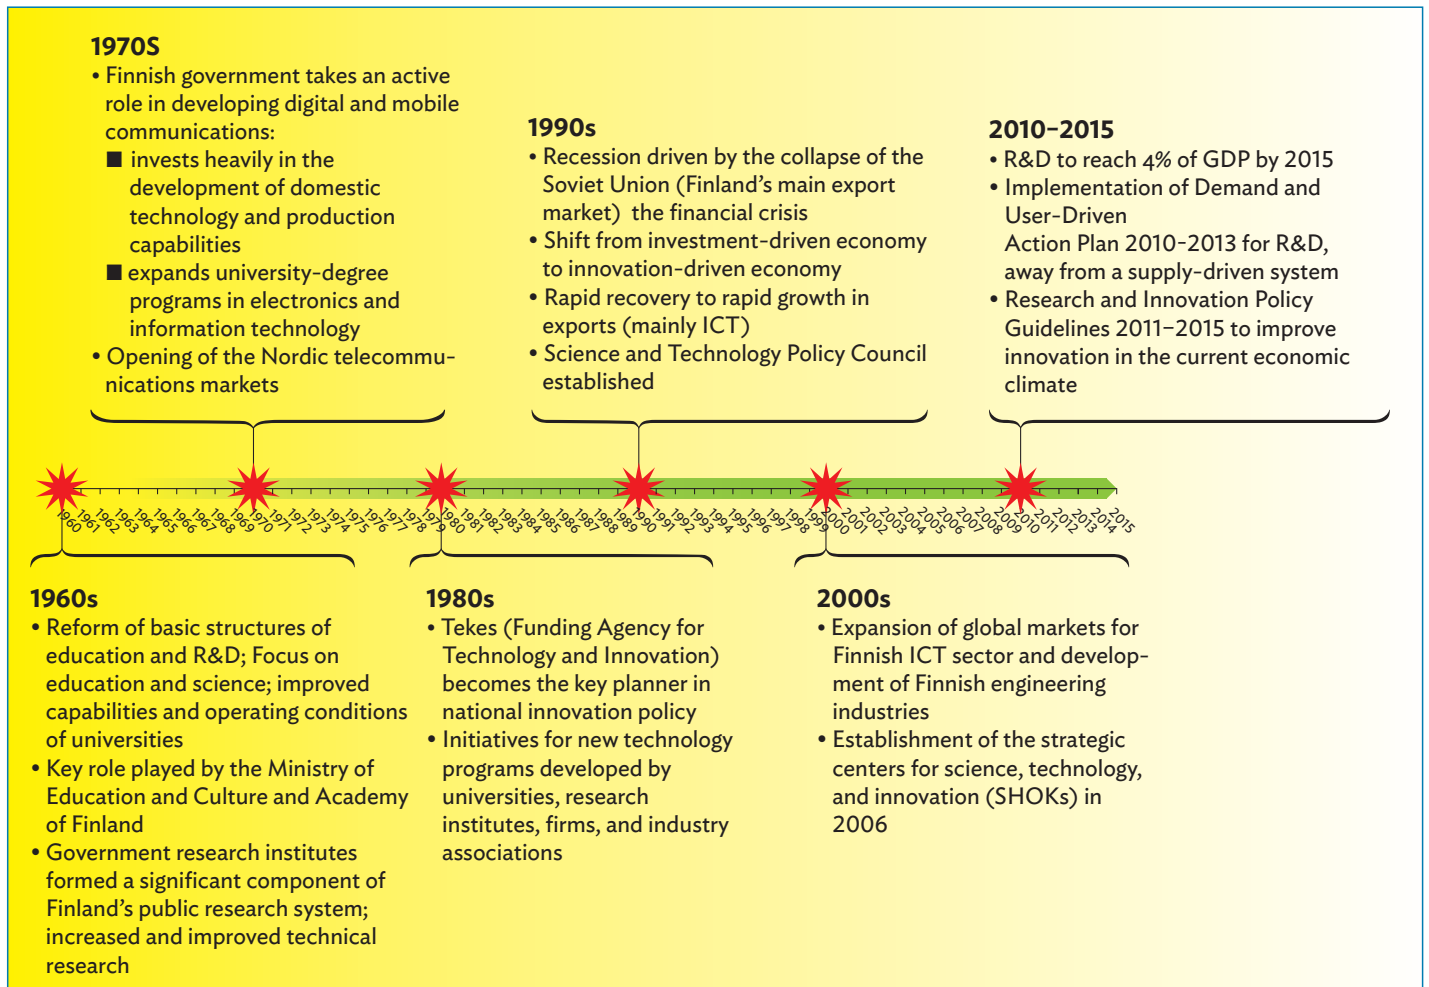 1970S
• Finnish government takes an active
role in developing digital and mobile
communications:
■ invests heavily in the
development of domestic
technology and production
capabilities
■ expands university-degree
programs in electronics and
information technology
• Opening of the Nordic telecommu-
nications markets
1990s
• Recession driven by the collapse of the
Soviet Union (Finland's main export
market)  the financial crisis
• Shift from investment-driven economy
to innovation-driven economy
• Rapid recovery to rapid growth in
exports (mainly ICT)
• Science and Technology Policy Council
established
2010–2015
• R&D to reach 4% of GDP by 2015
• Implementation of Demand and
User-Driven
Action Plan 2010-2013 for R&D,
away from a supply-driven system
• Research and Innovation Policy
Guidelines 2011–2015 to improve
innovation in the current economic
climate
1960 1961 1962 1963 1964 1965 1966 1967 1968 1969 1970 1971 1972 1973 1974 1975 1976 1977 1978 1979 1980 1981 1982 1983 1984 1985 1986 1987 1988 1989 1990 1991 1992 1993 1994 1995 1996 1997 1998 1999 2000 2001 2002 2003 2004 2005 2006 2007 2008 2009 2010 2011 2012 2013 2014 2015
1960s
• Reform of basic structures of
education and R&D; Focus on
education and science; improved
capabilities and operating conditions
of universities
• Key role played by the Ministry of
Education and Culture and Academy
of Finland
• Government research institutes
formed a significant component of
Finland's public research system;
increased and improved technical
research
1980s
• Tekes (Funding Agency for
Technology and Innovation)
becomes the key planner in
national innovation policy
• Initiatives for new technology
programs developed by
universities, research
institutes, firms, and industry
associations
2000s
• Expansion of global markets for
Finnish ICT sector and develop-
ment of Finnish engineering
industries
• Establishment of the strategic
centers for science, technology,
and innovation (SHOKs) in
2006